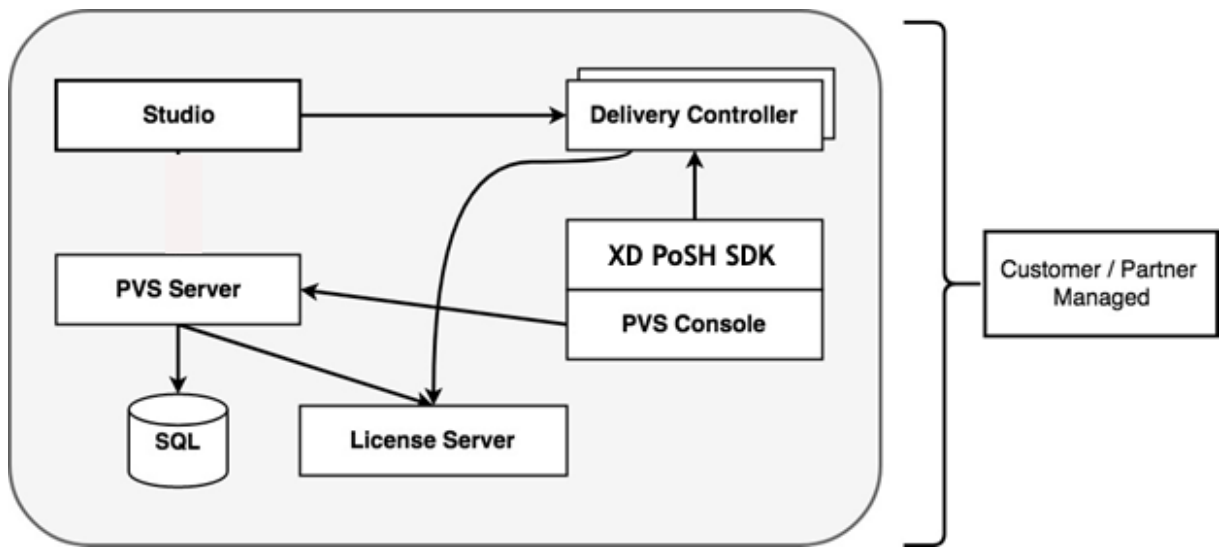 Studio
Delivery Controller
XD PoSH SDK
PVS Server
PVS Console
Customer / Partner
Managed
SQL
License Server